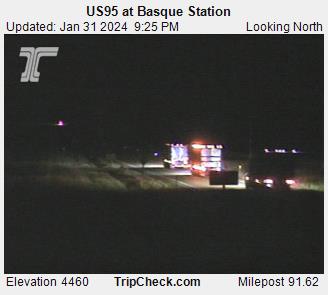 US95 at Basque Station
Updated: Jan 31 2024 9:25 PM Looking North
Elevation 4460 TripCheck.com Milepost 91.62